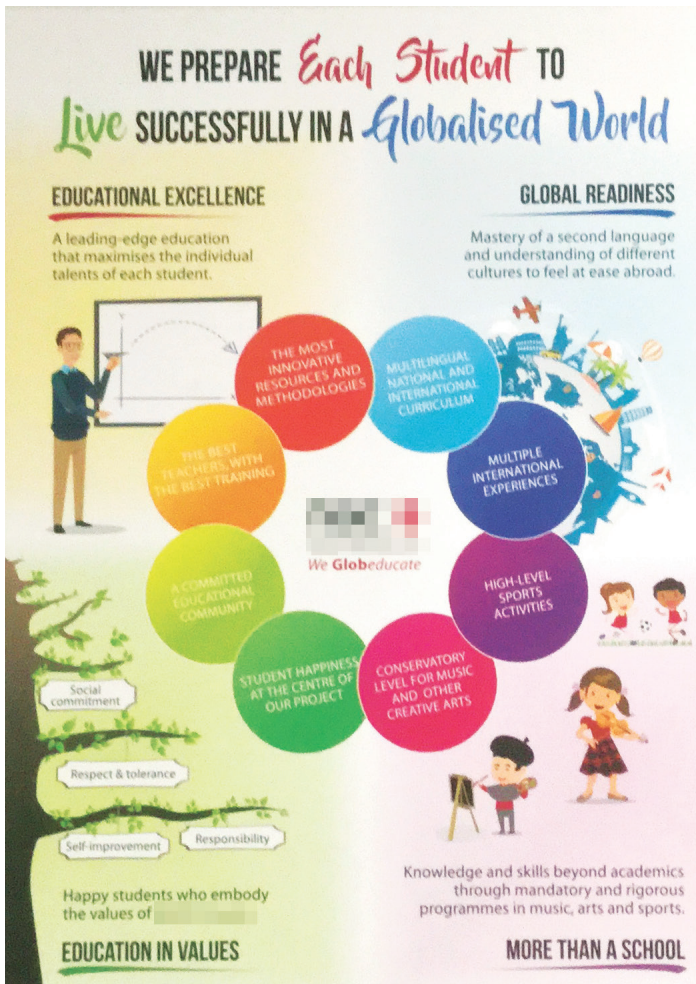 WE PREPARE Each Student TO
Live SUCCESSFULLY IN A Globalised World
EDUCATIONAL EXCELLENCE
A leading-edge education
that maximises the individual
talents of each student.
GLOBAL READINESS
Mastery of a second language
and understanding of different
cultures to feel at ease abroad.
THE MOST
INNOVATIVE
RESOURCES AND
METHODOLOGIES
MULTILINGUAL
NATIONAL AND
INTERNATIONAL
CURRICULUM
THE BEST
TEACHERS, WITH
THE BEST TRAINING
MULTIPLE
INTERNATIONAL
EXPERIENCES
We Globeducate
A COMMITTED
EDUCATIONAL
COMMUNITY
HIGH-LEVEL
SPORTS
ACTIVITIES
STUDENT HAPPINESS
AT THE CENTRE OF
OUR PROJECT
CONSERVATORY
LEVEL FOR MUSIC
AND OTHER
CREATIVE ARTS
Social
commitment
Respect & tolerance
Self-improvement
Responsibility
Happy students who embody
the values of
EDUCATION IN VALUES
Knowledge and skills beyond academics
through mandatory and rigorous
programmes in music, arts and sports.
MORE THAN A SCHOOL